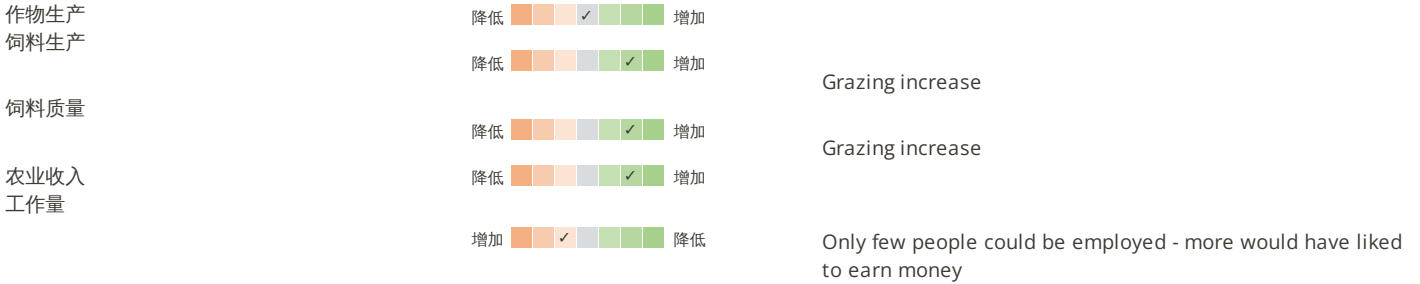 作物生产
降低 ✓ 增加
饲料生产
降低 ✓ 增加
Grazing increase
饲料质量
降低 ✓ 增加
Grazing increase
农业收入
降低 ✓ 增加
工作量
增加 ✓ 降低
Only few people could be employed - more would have liked
to earn money